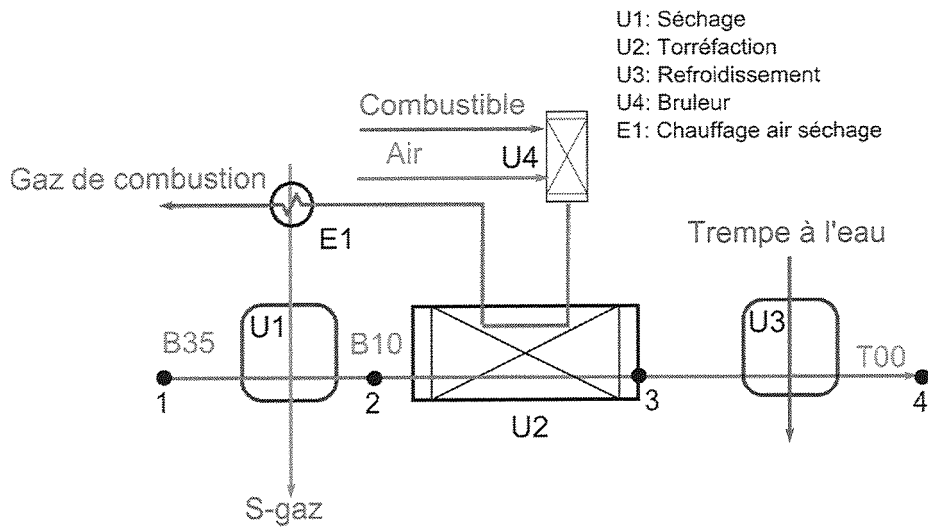 U1: Séchage
U2: Torréfaction
U3: Refroidissement
U4: Bruleur
E1: Chauffage air séchage
Combustible
Air
U4
Gaz de combustion
E1
Trempe à l'eau
U1
U3
B35
B10
T00
1
2
3
4
U2
S-gaz